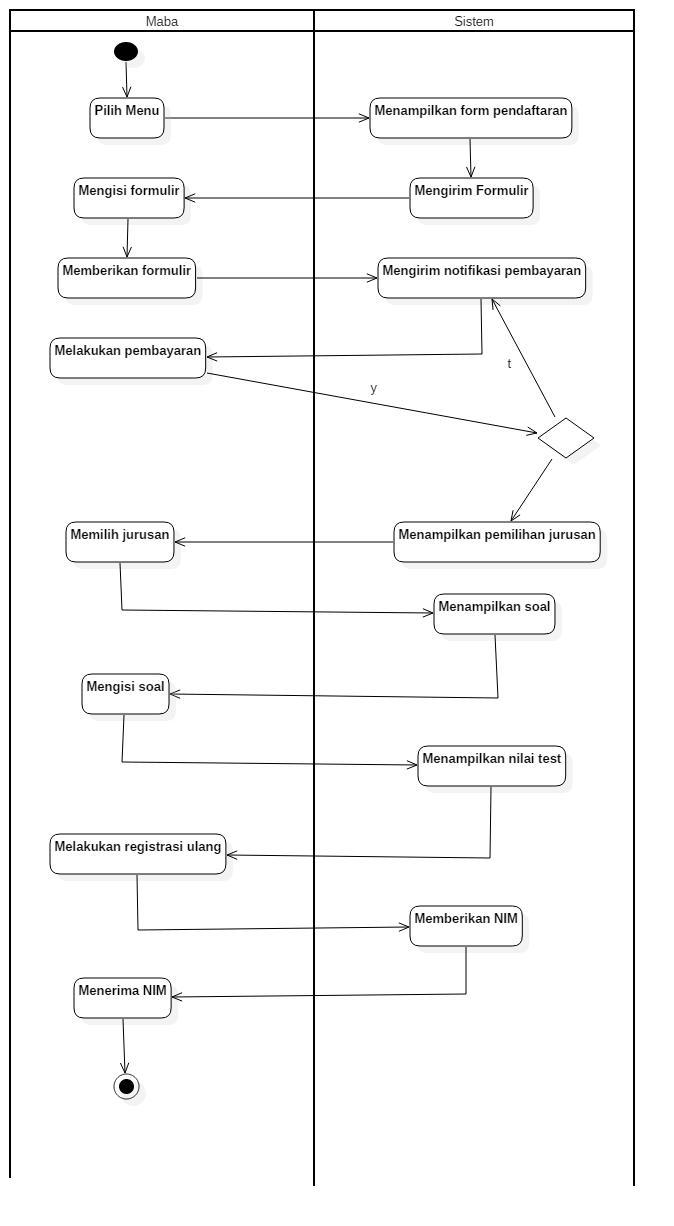 Maba
Sistem
Pilih Menu
Menampilkan form pendaftaran
Mengisi formulir
Mengirim Formulir
Memberikan formulir
Mengirim notifikasi pembayaran
Melakukan pembayaran
t
y
Memilih jurusan
Menampilkan pemilihan jurusan
Menampilkan soal
Mengisi soal
Menampilkan nilai test
Melakukan registrasi ulang
Memberikan NIM
Menerima NIM